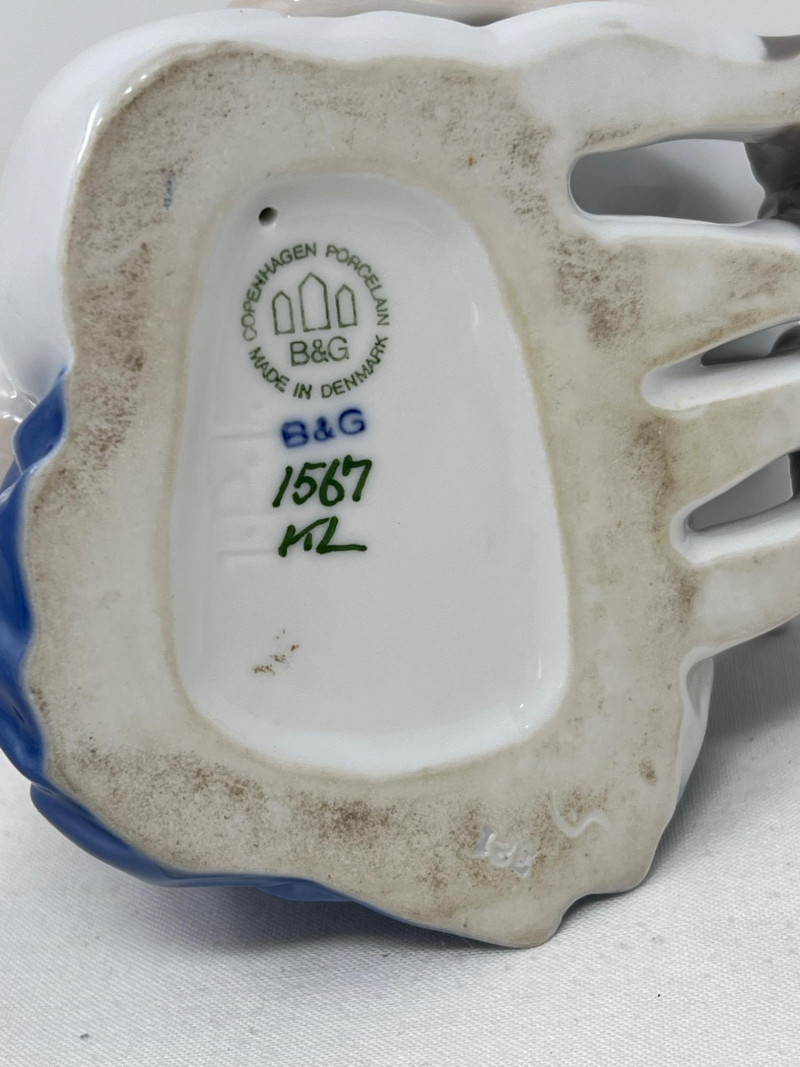 COPENHAGEN PORCELAIN
B&G
MADE IN DENMARK
B&G
1567
KL